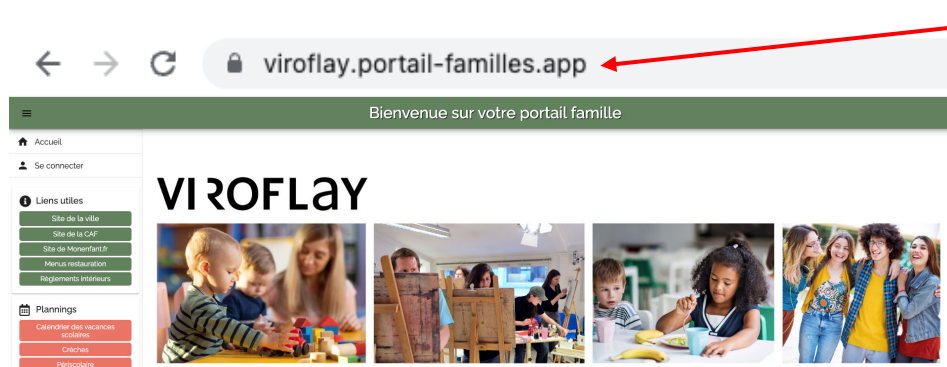 viroflay.portail-familles.app
Bienvenue sur votre portail famille
Accueil
Se connecter
VIROFLaY
Liens utiles
Site de la ville
Site de la CAF
Site de Monenfant.fr
Menus restauration
Règlements intérieurs
Plannings
Calendrier des vacances
scolaires
Crèches
Périscolaire